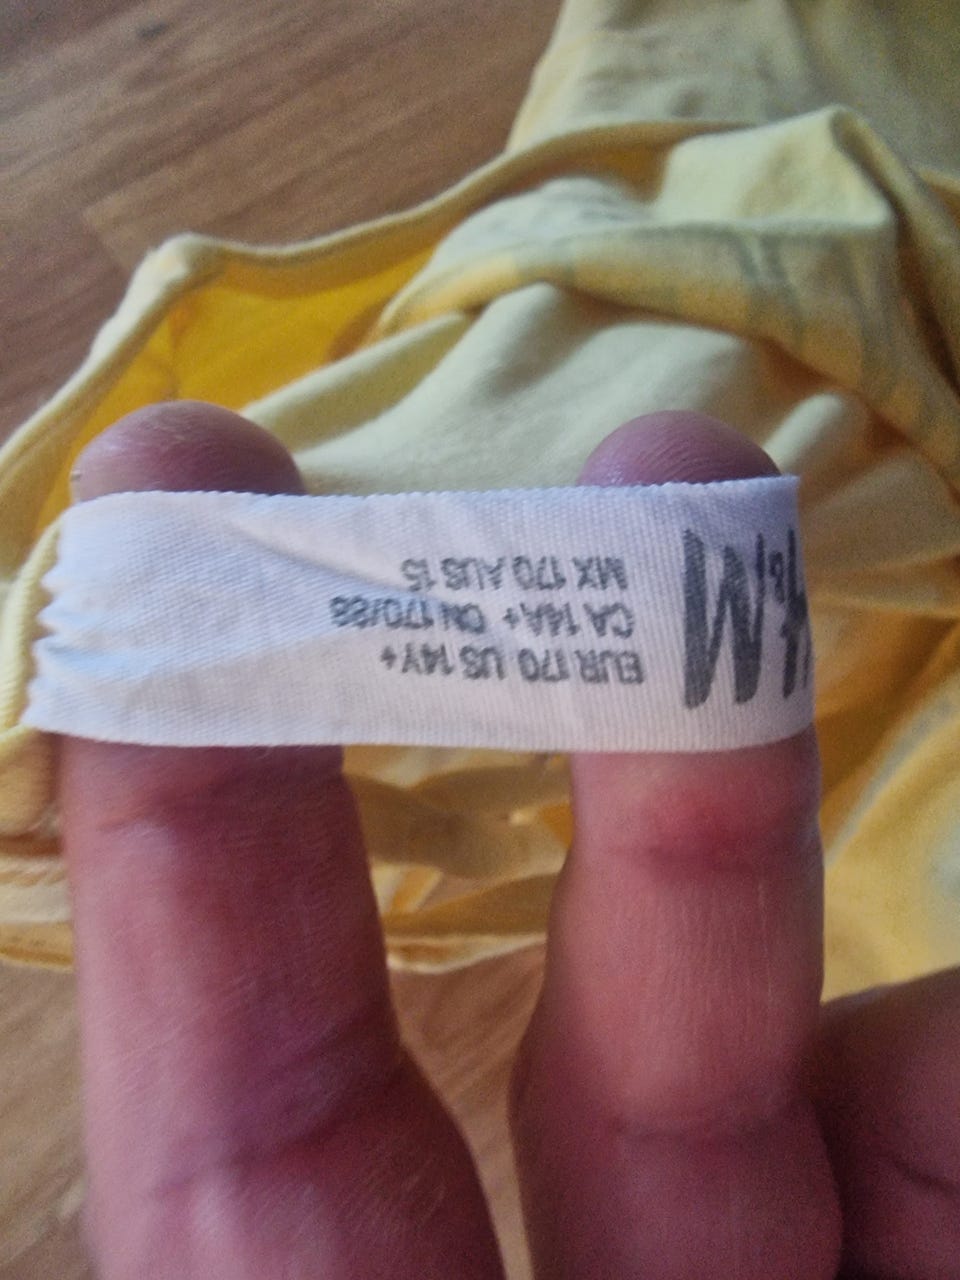 H&M
EUR 170 US 14Y+
CA 14A+ CN 170/88
MX 170 AUS 15